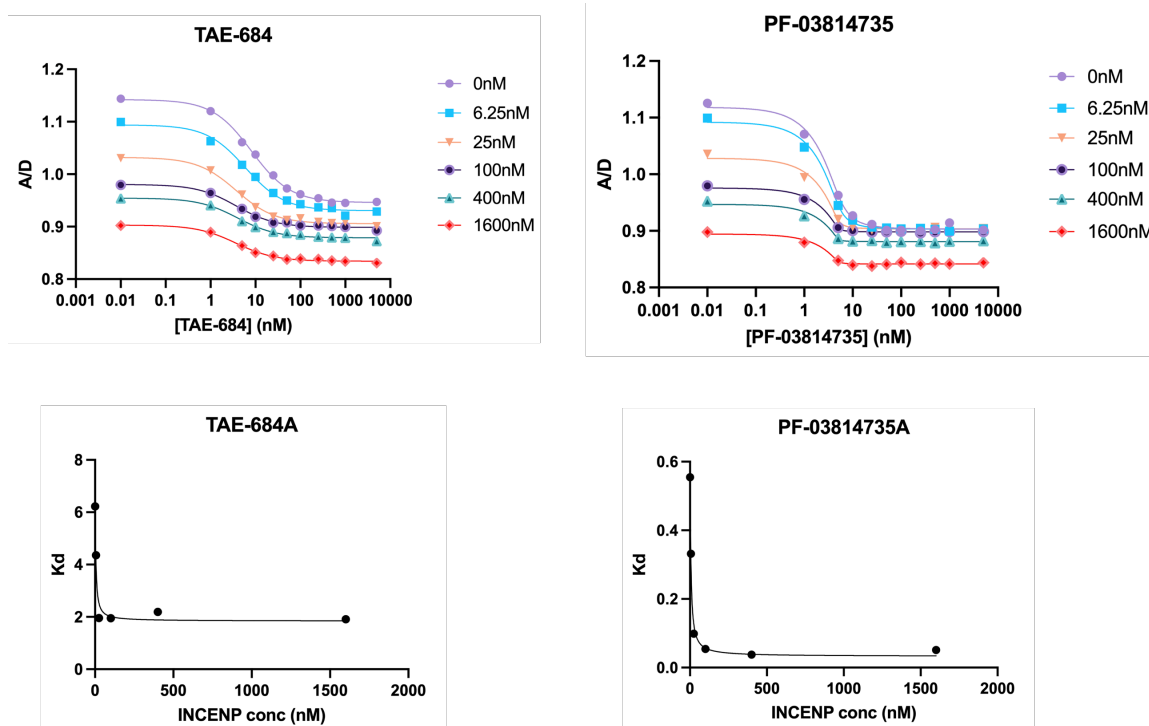 TAE-684
1.2
1.1
1.0
0.9
0.8
A/D
0.001 0.01 0.1 1 10 100 1000 10000
[TAE-684] (nM)
0nM
6.25nM
25nM
100nM
400nM
1600nM
PF-03814735
1.2
1.1
1.0
0.9
0.8
A/D
0.001 0.01 0.1 1 10 100 1000 10000
[PF-03814735] (nM)
0nM
6.25nM
25nM
100nM
400nM
1600nM
TAE-684A
8
6
4
2
0
Kd
0 500 1000 1500 2000
INCENP conc (nM)
PF-03814735A
0.6
0.4
0.2
0.0
Kd
0 500 1000 1500 2000
INCENP conc (nM)